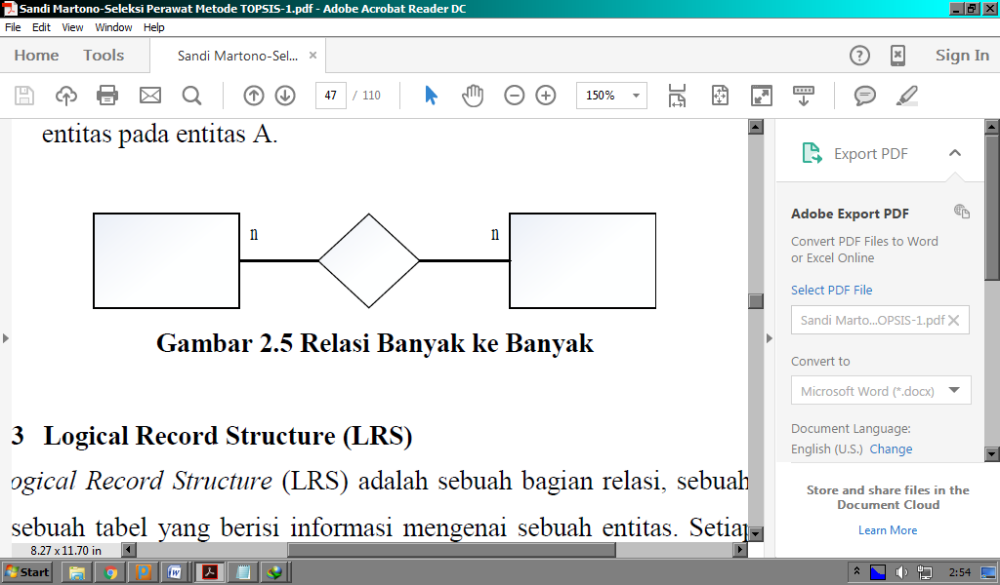 Sandi Martono-Seleksi Perawat Metode TOPSIS-1.pdf - Adobe Acrobat Reader DC
File Edit View Window Help
Home Tools Sandi Martono-Sel... × Sign In
47 / 110 150%
entitas pada entitas A.
n n
Gambar 2.5 Relasi Banyak ke Banyak
3 Logical Record Structure (LRS)
ogical Record Structure (LRS) adalah sebuah bagian relasi, sebuah
sebuah tabel yang berisi informasi mengenai sebuah entitas. Setiap
8.27 x 11.70 in
Export PDF
Adobe Export PDF
Convert PDF Files to Word
or Excel Online
Select PDF File
Sandi Marto...OPSIS-1.pdf
Convert to
Microsoft Word (*.docx)
Document Language:
English (U.S.) Change
Store and share files in the
Document Cloud
Learn More
Start 2:54